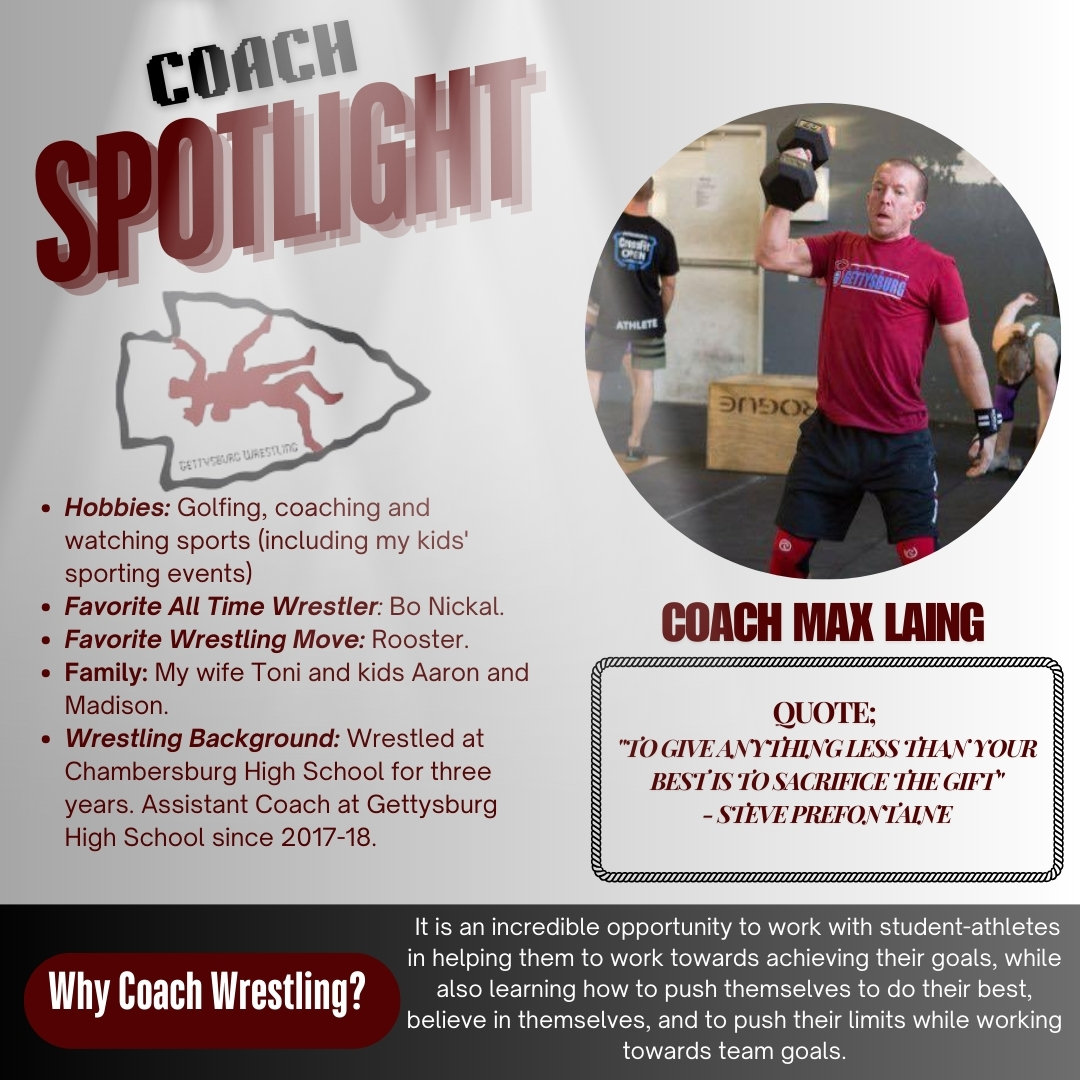 COACH
SPOTLIGHT
GETTYSBURG WRESTLING
• Hobbies: Golfing, coaching and
watching sports (including my kids'
sporting events)
• Favorite All Time Wrestler: Bo Nickal.
• Favorite Wrestling Move: Rooster.
• Family: My wife Toni and kids Aaron and
Madison.
• Wrestling Background: Wrestled at
Chambersburg High School for three
years. Assistant Coach at Gettysburg
High School since 2017-18.
CrossFit
OPEN
ATHLETE
GETTYSBURG
ROGUE
COACH MAX LAING
QUOTE;
"TO GIVE ANYTHING LESS THAN YOUR
BEST IS TO SACRIFICE THE GIFT"
- STEVE PREFONTAINE
Why Coach Wrestling?
It is an incredible opportunity to work with student-athletes
in helping them to work towards achieving their goals, while
also learning how to push themselves to do their best,
believe in themselves, and to push their limits while working
towards team goals.